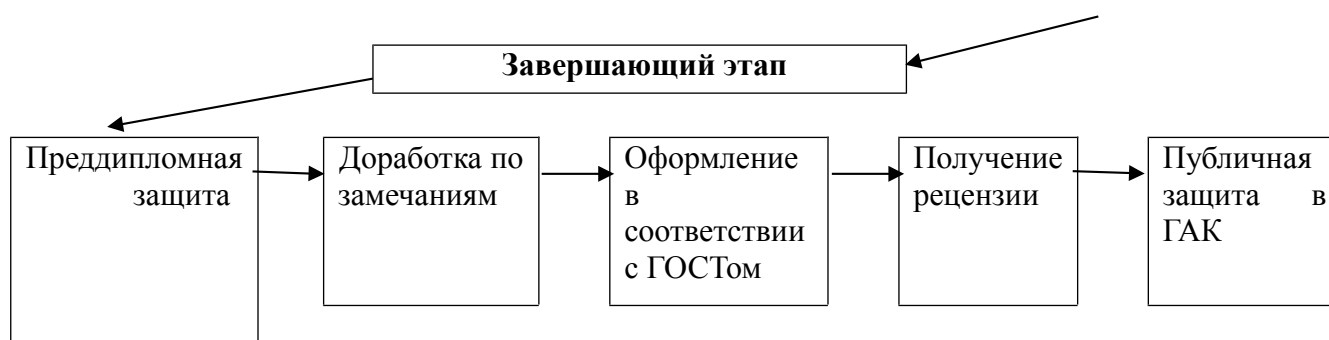 Завершающий этап
Преддипломная
защита
Доработка по
замечаниям
Оформление
в
соответствии
с ГОСТом
Получение
рецензии
Публичная
защита в
ГАК